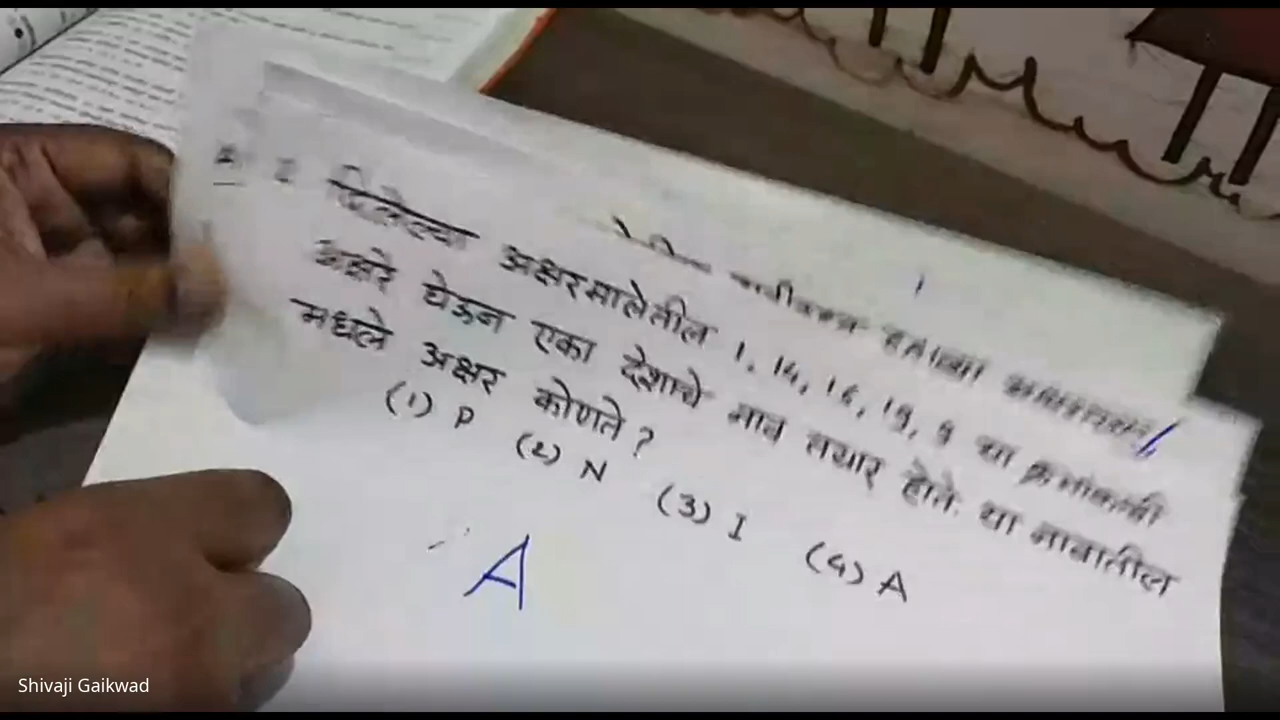 दिलेल्या अक्षरमालेतील 1, 14, 16, 19, 9 या क्रमांकाची
अक्षरे घेऊन एका देशाचे नाव तयार होते. या नावातील
मधले अक्षर कोणते ?
(1) P (2) N (3) I (4) A
A
Shivaji Gaikwad